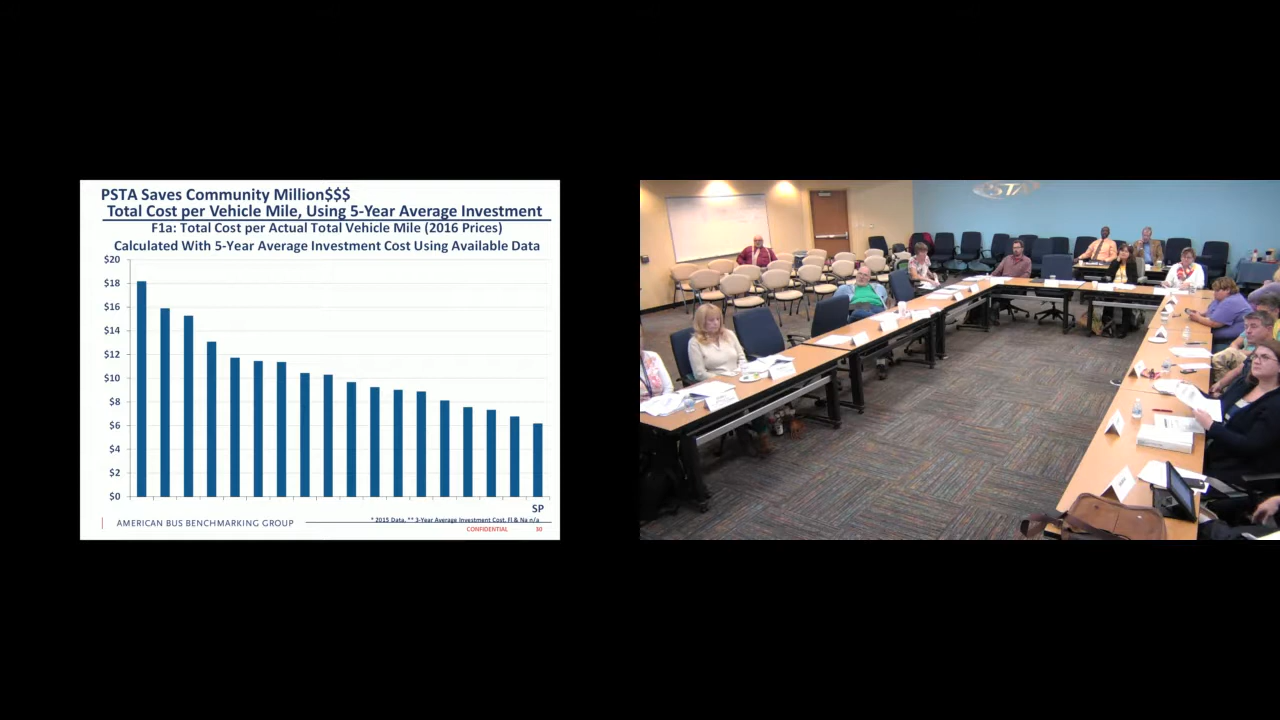 PSTA Saves Community Million$$$
Total Cost per Vehicle Mile, Using 5-Year Average Investment
F1a: Total Cost per Actual Total Vehicle Mile (2016 Prices)
Calculated With 5-Year Average Investment Cost Using Available Data
$20
$18
$16
$14
$12
$10
$8
$6
$4
$2
$0
SP
* 2015 Data, ** 3-Year Average Investment Cost, Fl & Na n/a
AMERICAN BUS BENCHMARKING GROUP
CONFIDENTIAL 30
PSTA